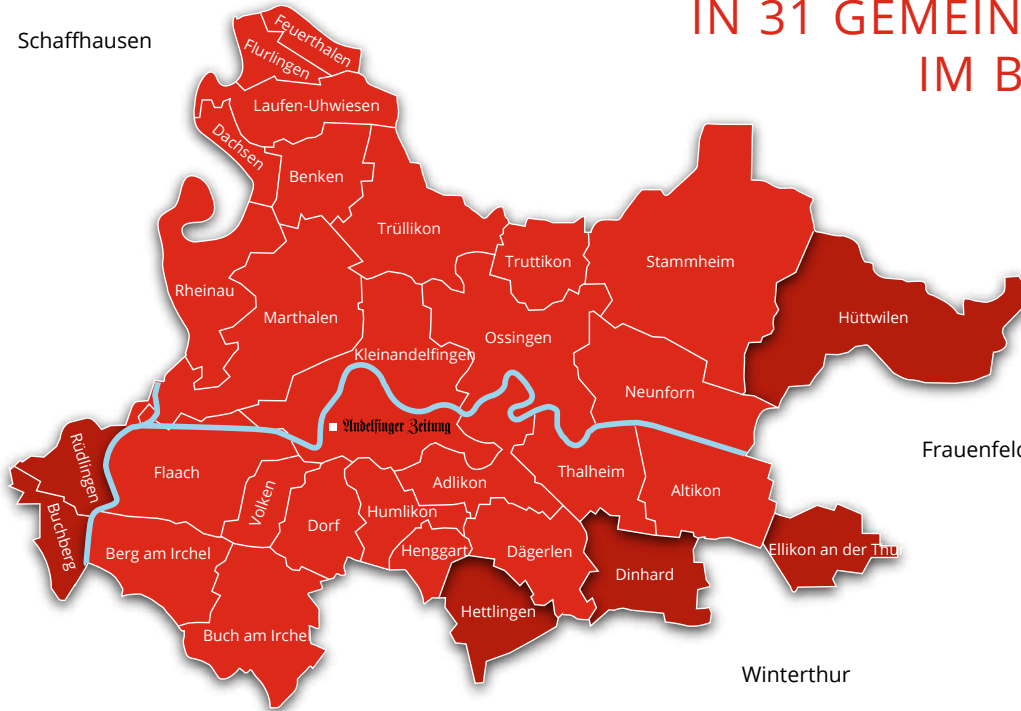 IN 31 GEMEIN
IM B
Schaffhausen
Feuerthalen
Flurlingen
Laufen-Uhwiesen
Dachsen
Benken
Trüllikon
Truttikon
Stammheim
Rheinau
Marthalen
Hüttwilen
Ossingen
Kleinandelfingen
Neunforn
Andelfinger Zeitung
Rüdlingen
Frauenfeld
Flaach
Volken
Adlikon
Thalheim
Altikon
Buchberg
Humlikon
Dorf
Berg am Irchel
Henggart
Dägerlen
Ellikon an der Thur
Dinhard
Hettlingen
Buch am Irchel
Winterthur